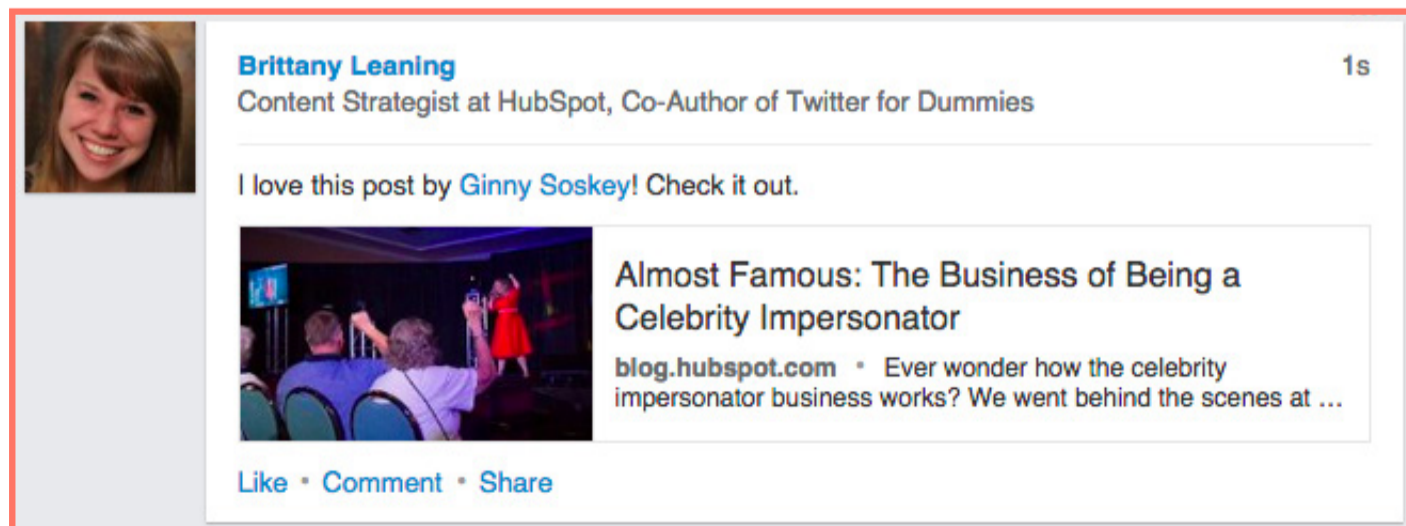 Brittany Leaning
1s
Content Strategist at HubSpot, Co-Author of Twitter for Dummies
I love this post by Ginny Soskey! Check it out.
Almost Famous: The Business of Being a
Celebrity Impersonator
blog.hubspot.com • Ever wonder how the celebrity
impersonator business works? We went behind the scenes at ...
Like • Comment • Share